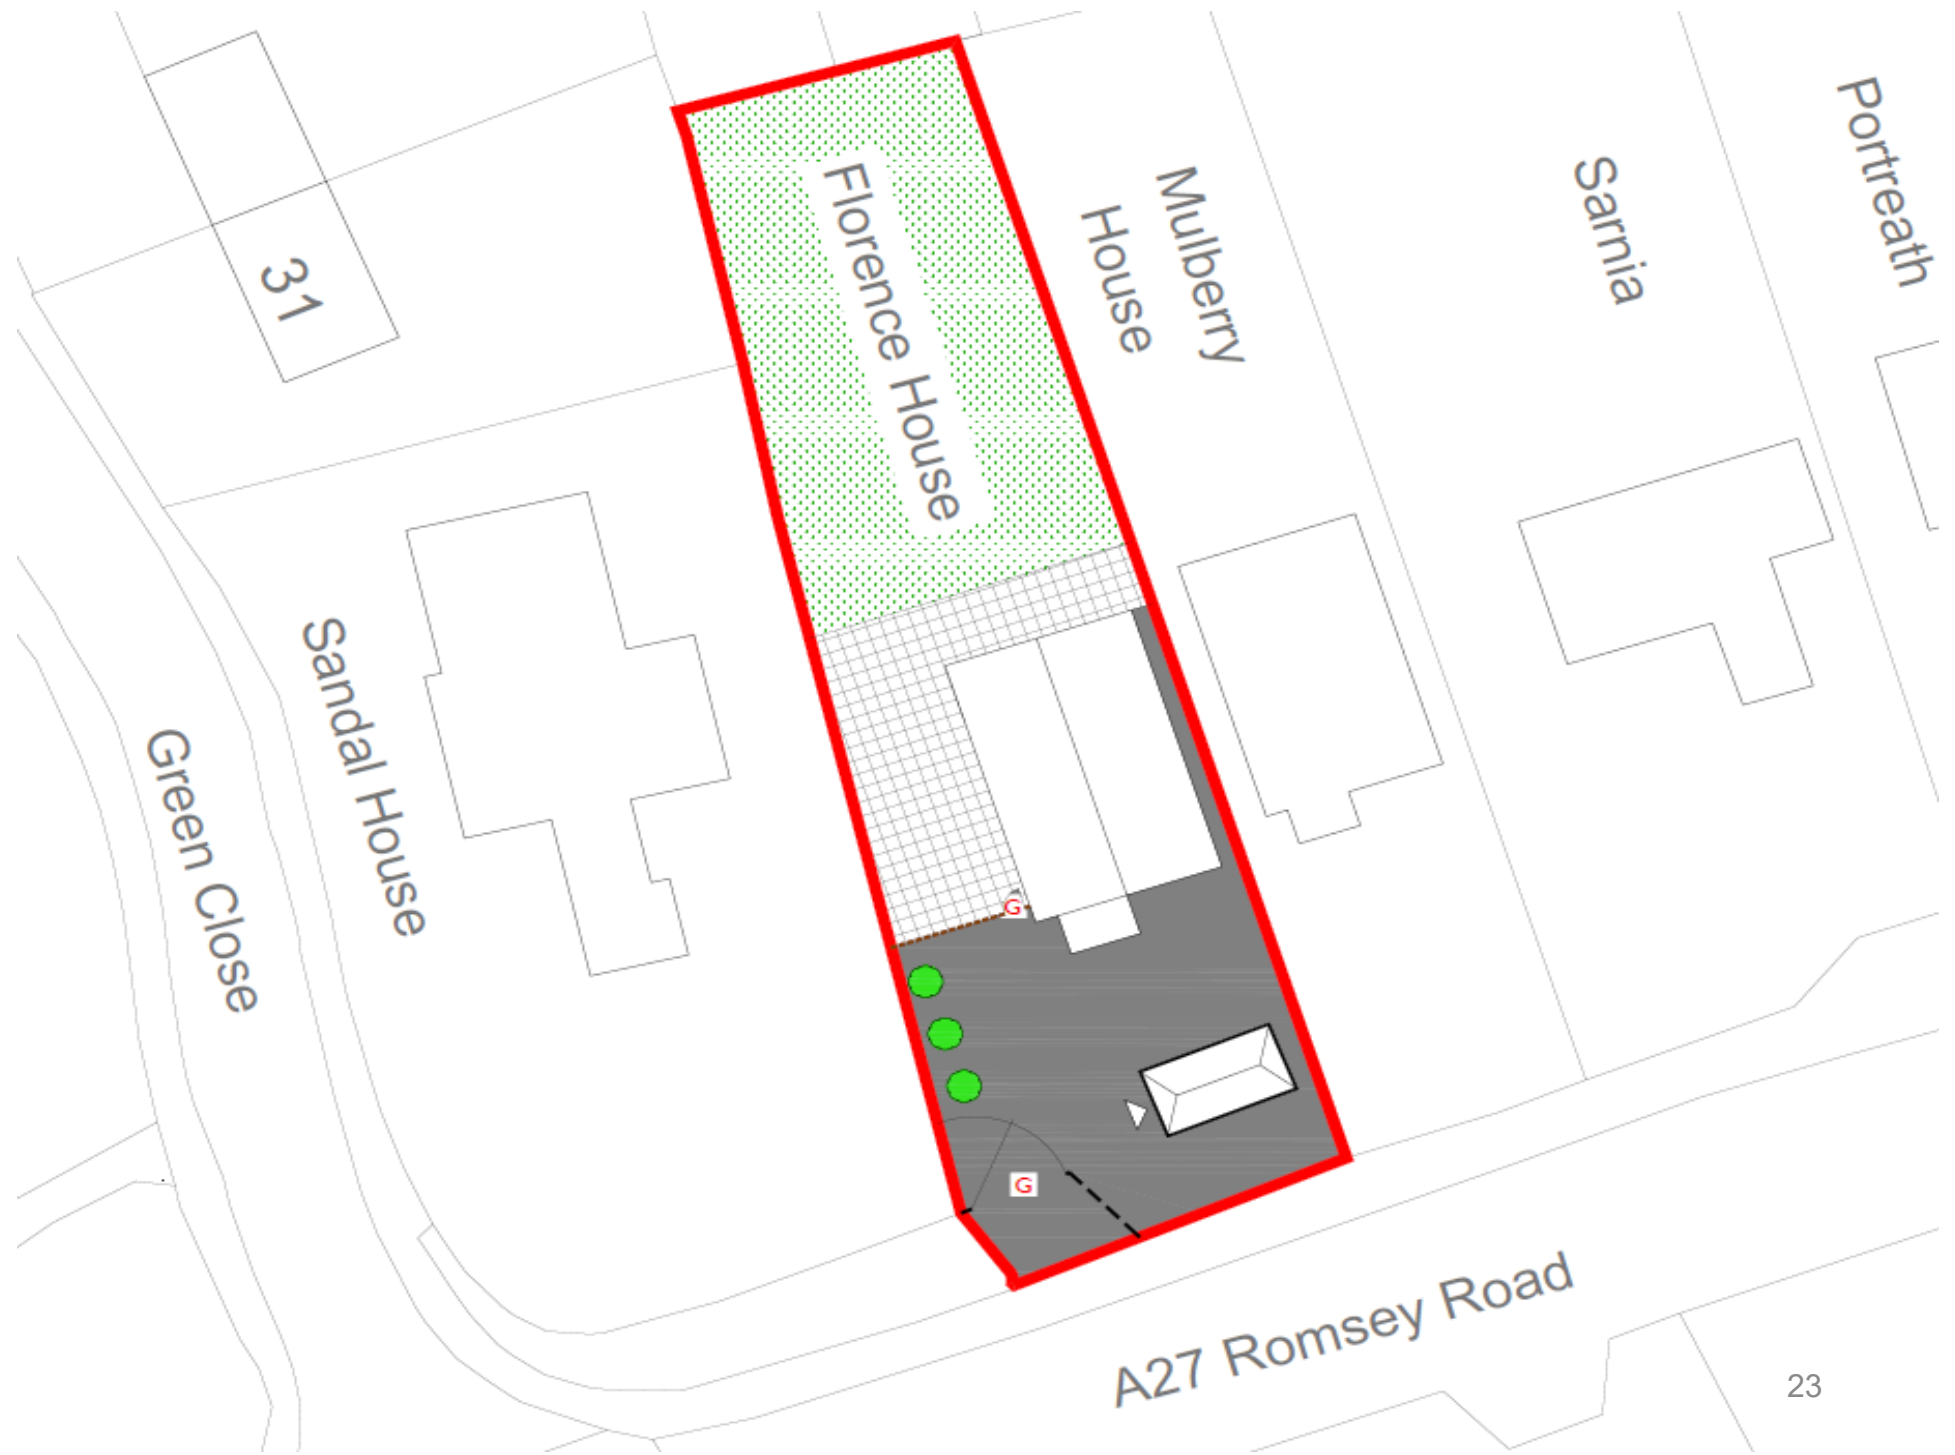 31
Florence House
Mulberry
House
Sarnia
Portreath
Sandal House
Green Close
G
G
A27 Romsey Road
23